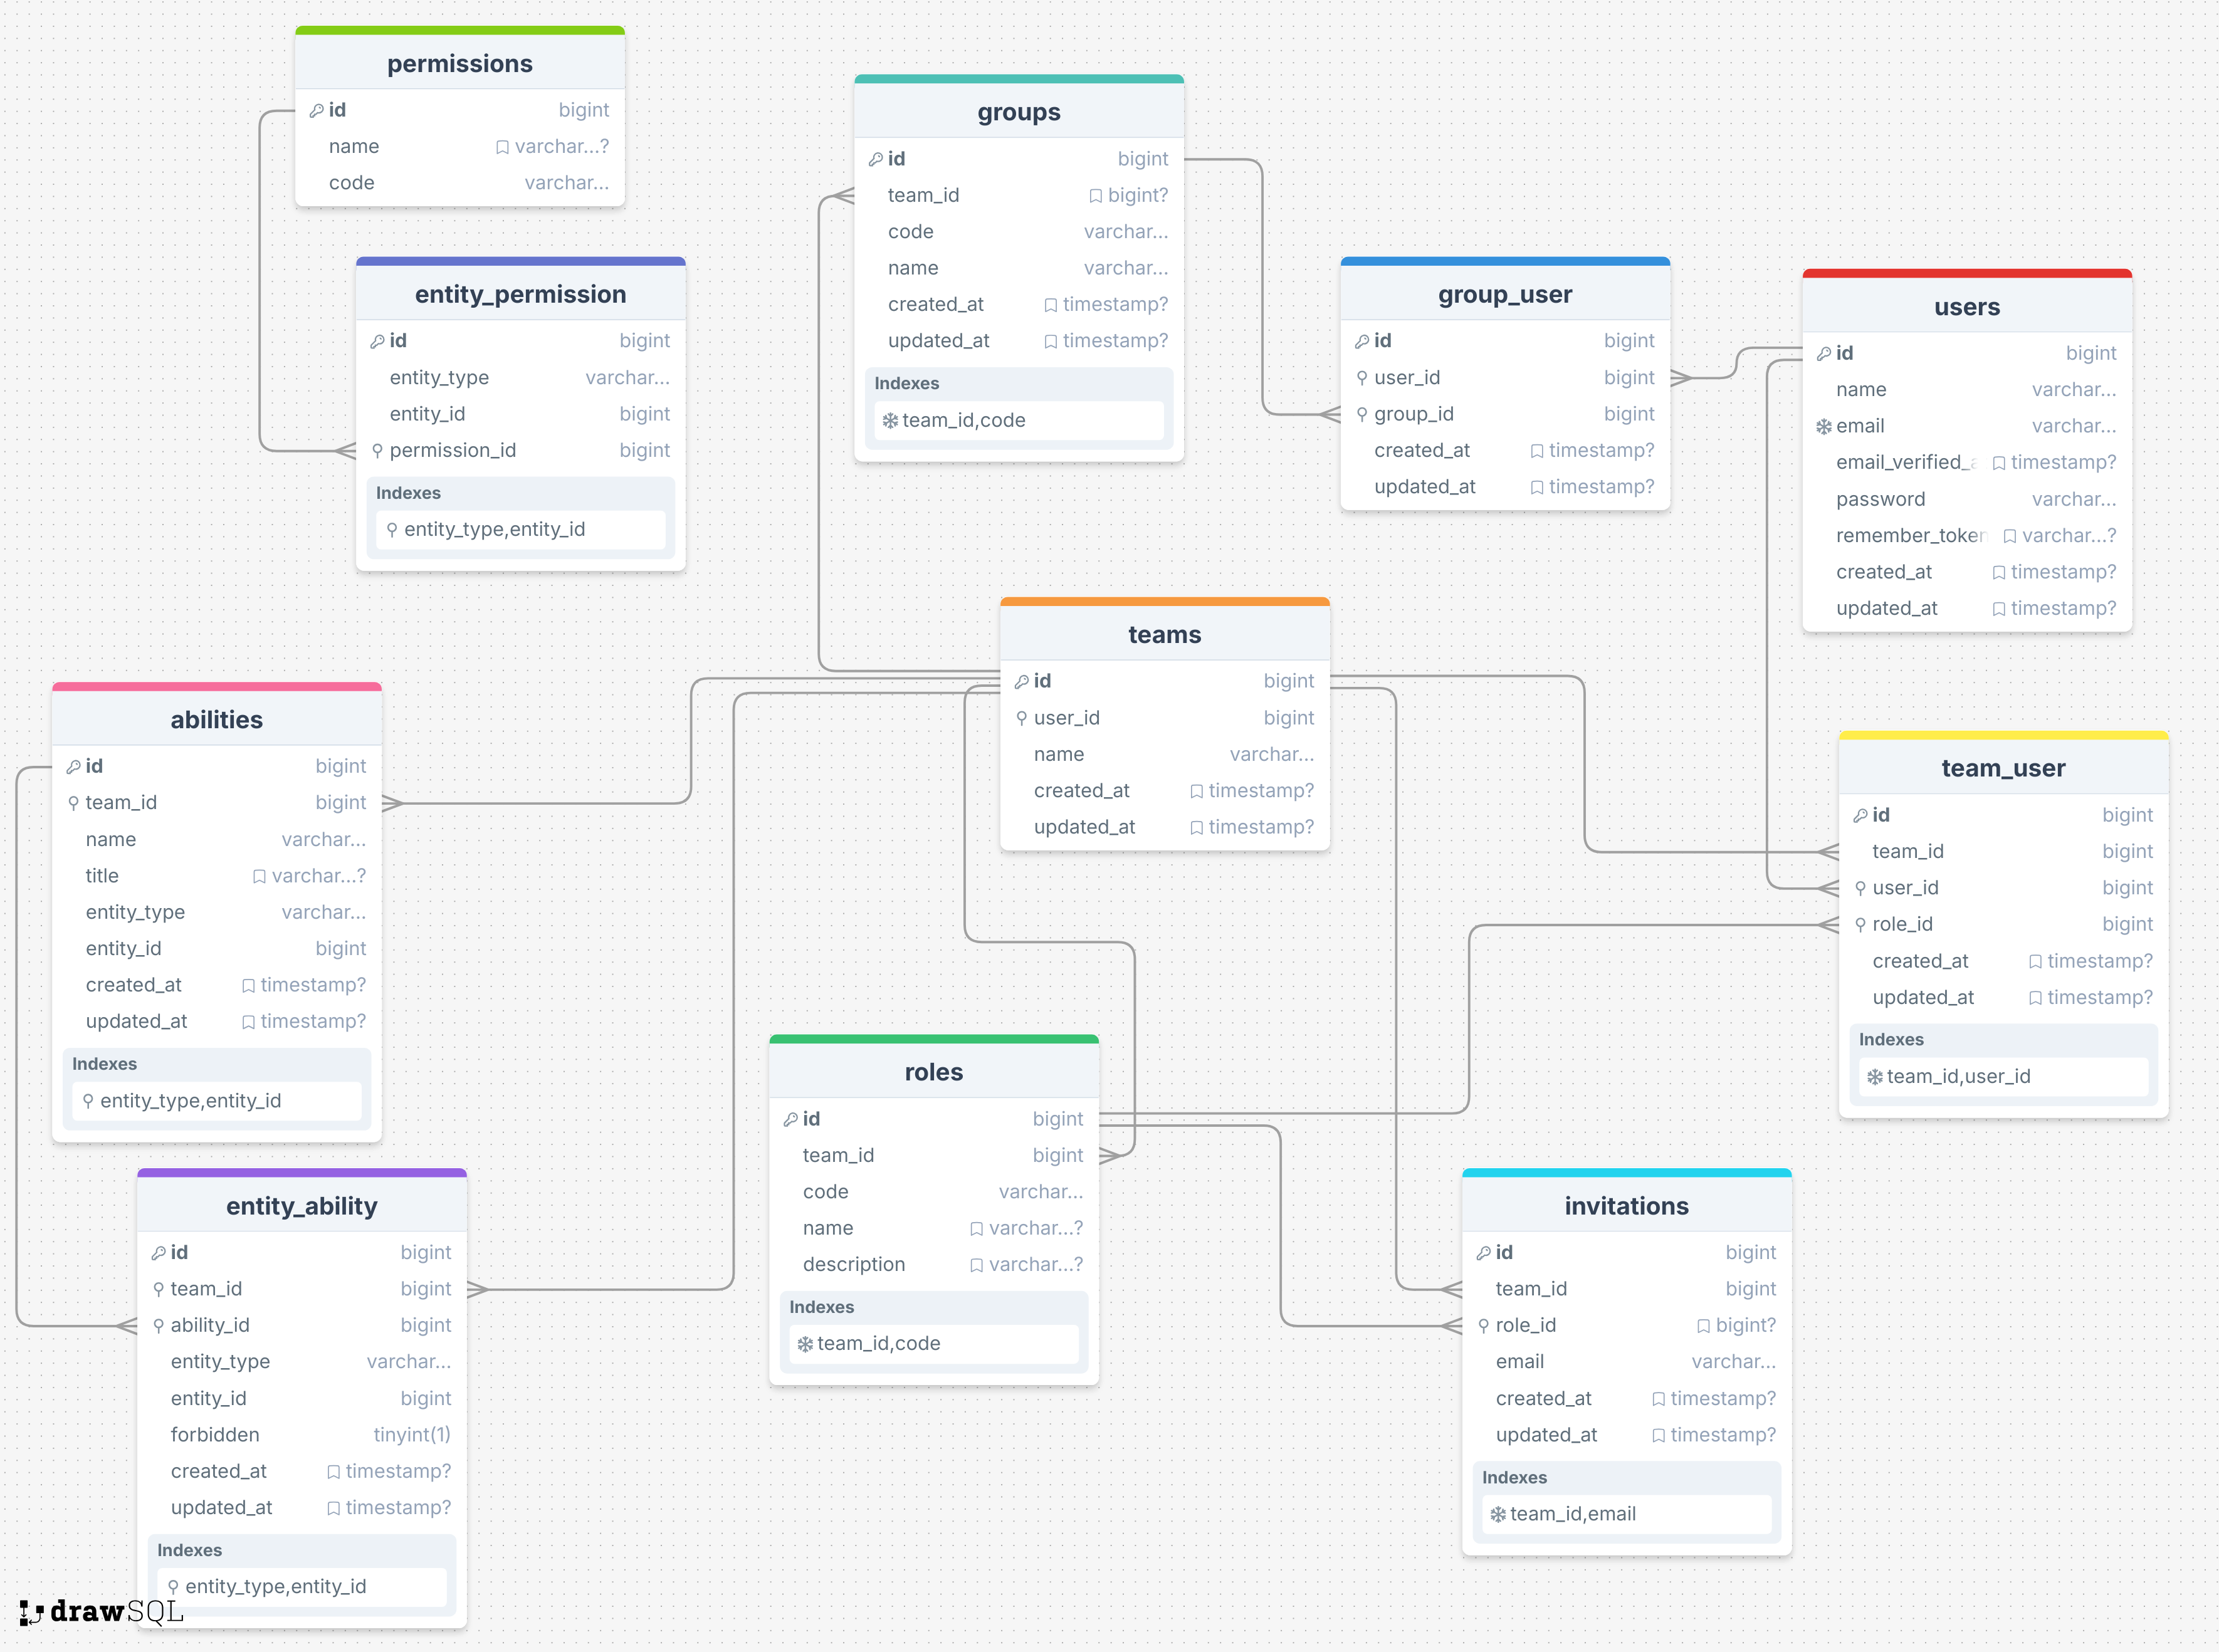 permissions
id bigint
name varchar...?
code varchar...
entity_permission
id bigint
entity_type varchar...
entity_id bigint
permission_id bigint
Indexes
entity_type,entity_id
groups
id bigint
team_id bigint?
code varchar...
name varchar...
created_at timestamp?
updated_at timestamp?
Indexes
team_id,code
group_user
id bigint
user_id bigint
group_id bigint
created_at timestamp?
updated_at timestamp?
users
id bigint
name varchar...
email varchar...
email_verified_a timestamp?
password varchar...
remember_token varchar...?
created_at timestamp?
updated_at timestamp?
teams
id bigint
user_id bigint
name varchar...
created_at timestamp?
updated_at timestamp?
abilities
id bigint
team_id bigint
name varchar...
title varchar...?
entity_type varchar...
entity_id bigint
created_at timestamp?
updated_at timestamp?
Indexes
entity_type,entity_id
team_user
id bigint
team_id bigint
user_id bigint
role_id bigint
created_at timestamp?
updated_at timestamp?
Indexes
team_id,user_id
roles
id bigint
team_id bigint
code varchar...
name varchar...?
description varchar...?
Indexes
team_id,code
entity_ability
id bigint
team_id bigint
ability_id bigint
entity_type varchar...
entity_id bigint
forbidden tinyint(1)
created_at timestamp?
updated_at timestamp?
Indexes
entity_type,entity_id
invitations
id bigint
team_id bigint
role_id bigint?
email varchar...
created_at timestamp?
updated_at timestamp?
Indexes
team_id,email
drawSQL